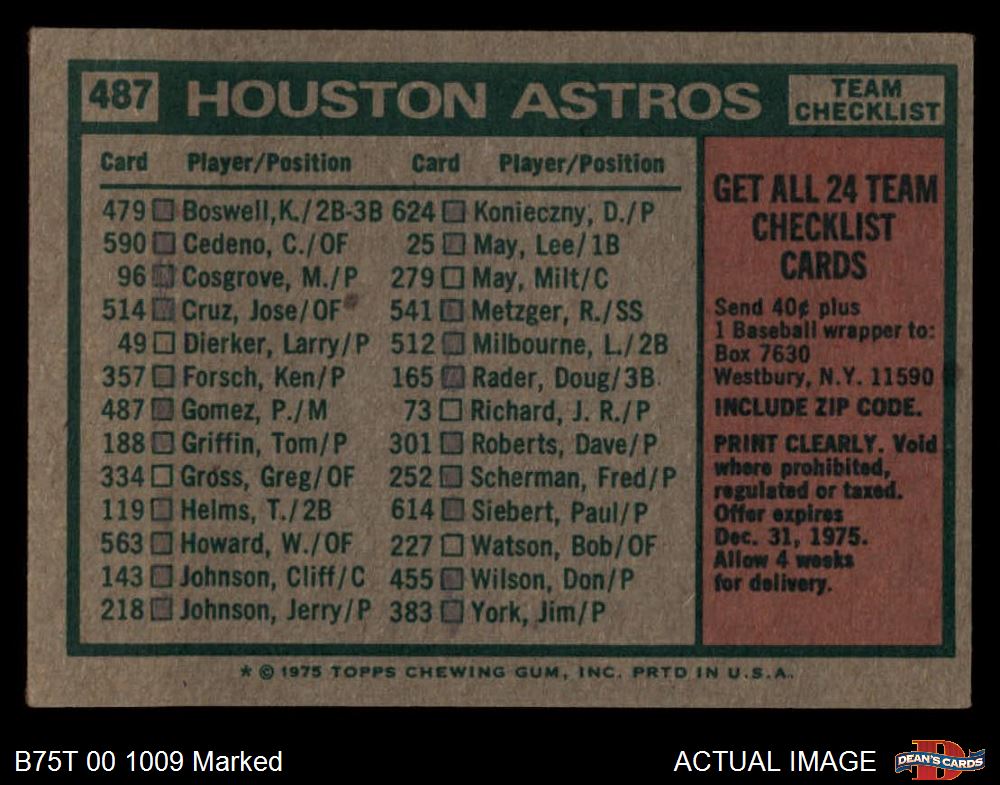 487 HOUSTON ASTROS TEAM CHECKLIST
Card Player/Position Card Player/Position
479 Boswell, K./2B-3B 624 Konieczny, D./P
590 Cedeno, C./OF 25 May, Lee/1B
96 Cosgrove, M./P 279 May, Milt/C
514 Cruz, Jose/OF 541 Metzger, R./SS
49 Dierker, Larry/P 512 Milbourne, L./2B
357 Forsch, Ken/P 165 Rader, Doug/3B
487 Gomez, P./M 73 Richard, J. R./P
188 Griffin, Tom/P 301 Roberts, Dave/P
334 Gross, Greg/OF 252 Scherman, Fred/P
119 Helms, T./2B 614 Siebert, Paul/P
563 Howard, W./OF 227 Watson, Bob/OF
143 Johnson, Cliff/C 455 Wilson, Don/P
218 Johnson, Jerry/P 383 York, Jim/P
GET ALL 24 TEAM
CHECKLIST
CARDS
Send 40¢ plus
1 Baseball wrapper to:
Box 7630
Westbury, N.Y. 11590
INCLUDE ZIP CODE.
PRINT CLEARLY. Void
where prohibited,
regulated or taxed.
Offer expires
Dec. 31, 1975.
Allow 4 weeks
for delivery.
* © 1975 TOPPS CHEWING GUM, INC. PRTD IN U.S.A.
B75T 00 1009 Marked
ACTUAL IMAGE
D
DEAN'S CARDS